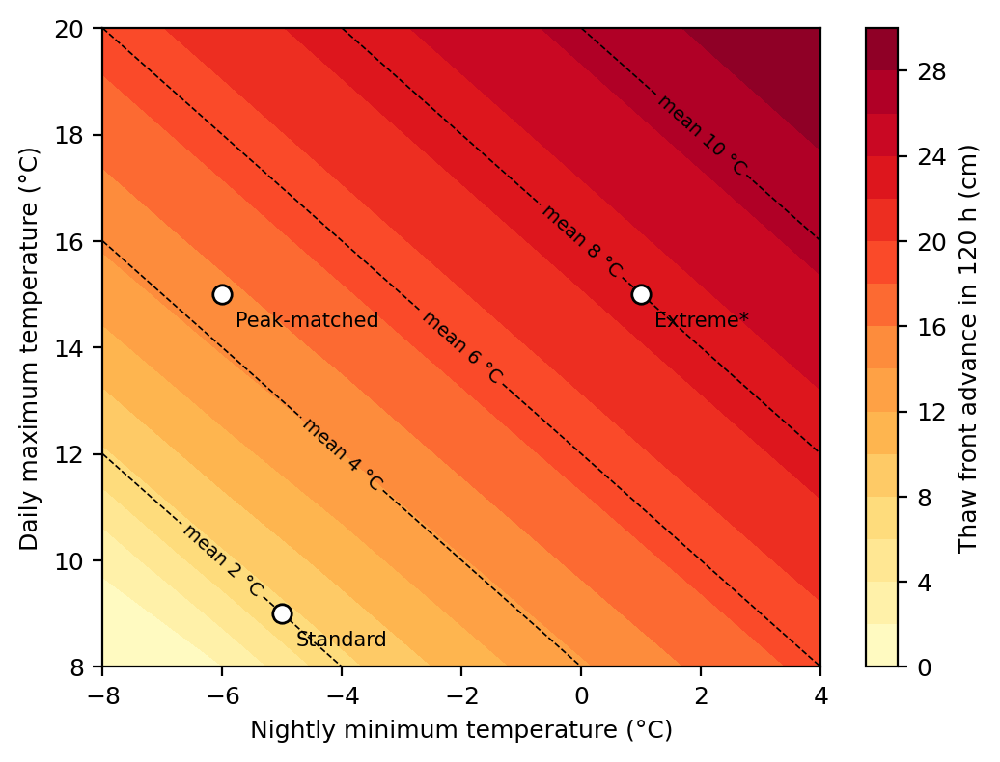 20
18
16
14
12
10
8
−8
−6
−4
−2
0
2
4
Daily maximum temperature (°C)
Nightly minimum temperature (°C)
mean 10 °C
mean 8 °C
mean 6 °C
mean 4 °C
mean 2 °C
Peak-matched
Extreme*
Standard
28
24
20
16
12
8
4
0
Thaw front advance in 120 h (cm)